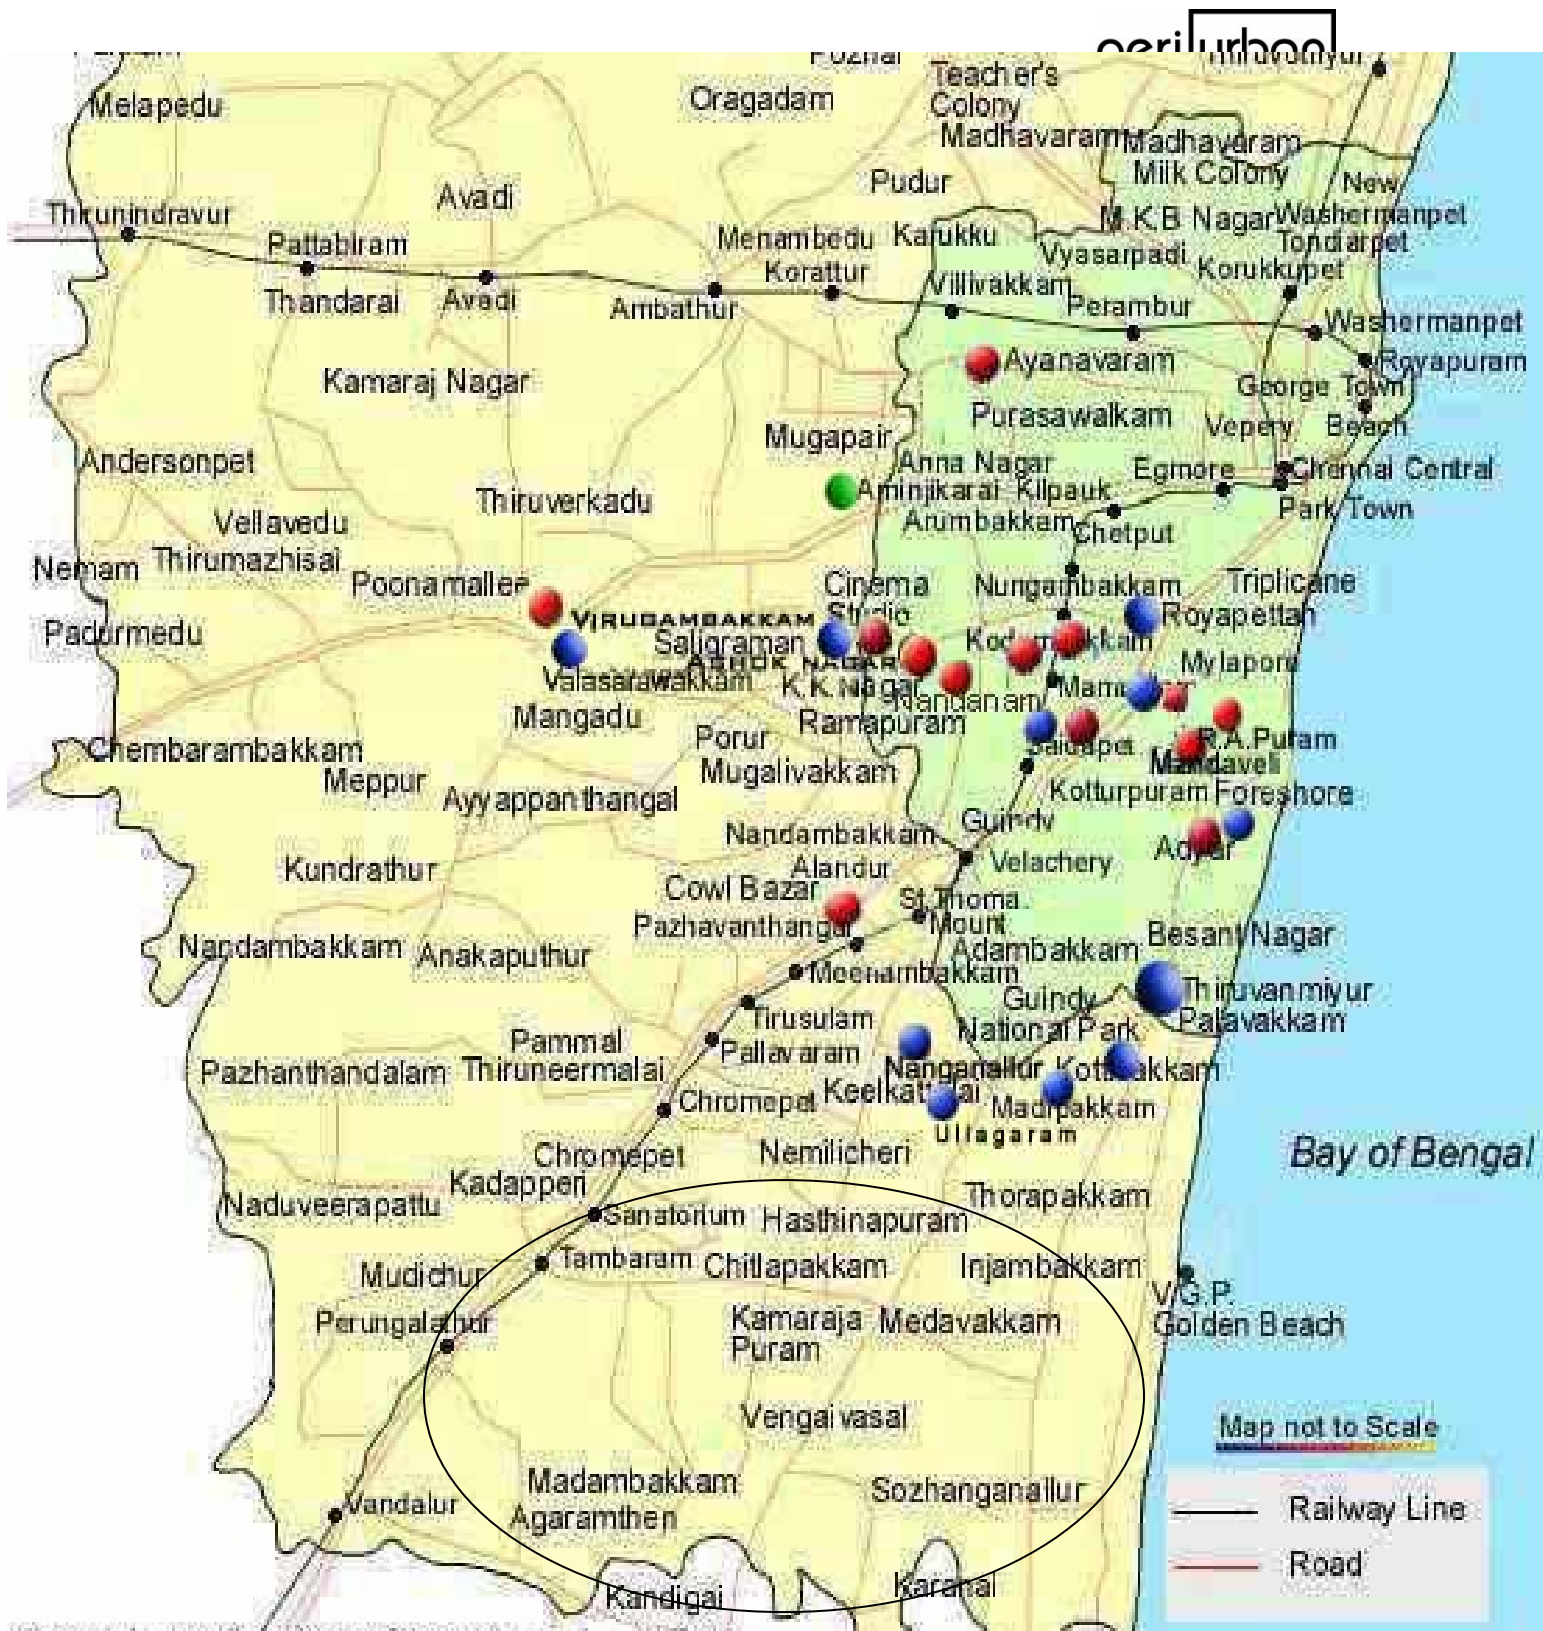 peri urban
Thiruvottiyur
Puzhal
Teacher's
Colony
Oragadam
Melapedu
Madhavaram
Madhavaram
Milk Colony
Pudur
New
Washermanpet
Avadi
Thirunindravur
M.K.B Nagar
Tondiarpet
Pattabiram
Menambedu
Karukku
Vyasarpadi
Korattur
Korukkupet
Villivakkam
Thandarai
Avadi
Ambathur
Perambur
Washermanpet
Ayanavaram
Royapuram
Kamaraj Nagar
George Town
Purasawalkam
Vepery
Beach
Mugapair
Andersonpet
Anna Nagar
Egmore
Chennai Central
Aminjikarai
Kilpauk
Thiruverkadu
Park Town
Vellavedu
Arumbakkam
Chetput
Thirumazhisai
Nemam
Poonamallee
Cinema
Studio
Nungambakkam
Triplicane
VIRUGAMBAKKAM
Royapettah
Padurmedu
Saligraman
ASHOK NAGAR
Mylapore
Valasarawakkam
K.K.Nagar
Nandanam
Mangadu
Ramapuram
Porur
Saidapet
R.A.Puram
Chembarambakkam
Mandaveli
Mugalivakkam
Meppur
Ayyappanthangal
Kotturpuram
Foreshore
Nandambakkam
Guindy
Adyar
Alandur
Velachery
Kundrathur
Cowl Bazar
St.Thoma
Mount
Pazhavanthangal
Nandambakkam
Anakaputhur
Adambakkam
Besant Nagar
Meenambakkam
Guindy
National Park
Thiruvanmiyur
Tirusulam
Palavakkam
Pammal
Pallavaram
Pazhanthandalam
Thiruneermalai
Nanganallur
Kottivakkam
Chromepet
Keelkattalai
Madipakkam
Ullagaram
Chromepet
Nemilicheri
Bay of Bengal
Kadapperi
Naduveerapattu
Thorapakkam
Sanatorium
Hasthinapuram
Tambaram
Chitlapakkam
Injambakkam
Mudichur
V.G.P.
Golden Beach
Perungalathur
Kamaraja
Puram
Medavakkam
Vengaivasal
Map not to Scale
Madambakkam
Sozhanganallur
Vandalur
Agaramthen
Railway Line
Road
Kandigai
Karanai